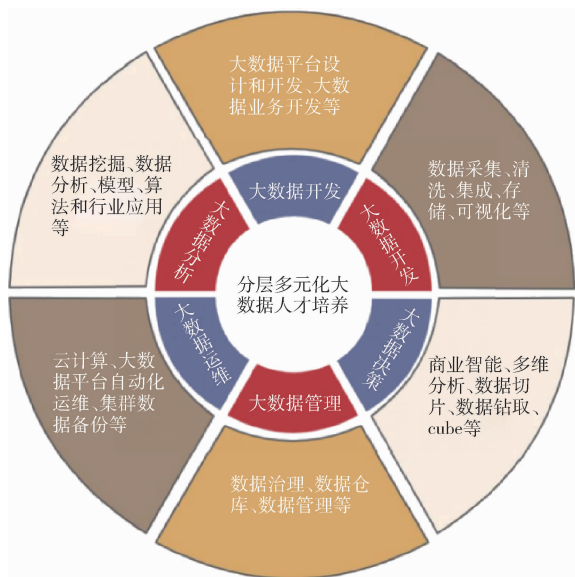 大数据平台设
计和开发、大数
据业务开发等
大数据开发
数据采集、清
洗、集成、存
储、可视化等
大数据开发
商业智能、多维
分析、数据切
片、数据钻取、
cube等
大数据决策
数据治理、数据仓
库、数据管理等
大数据管理
云计算、大数
据平台自动化
运维、集群数
据备份等
大数据运维
数据挖掘、数据
分析、模型、算
法和行业应用
等
大数据分析
分层多元化大
数据人才培养